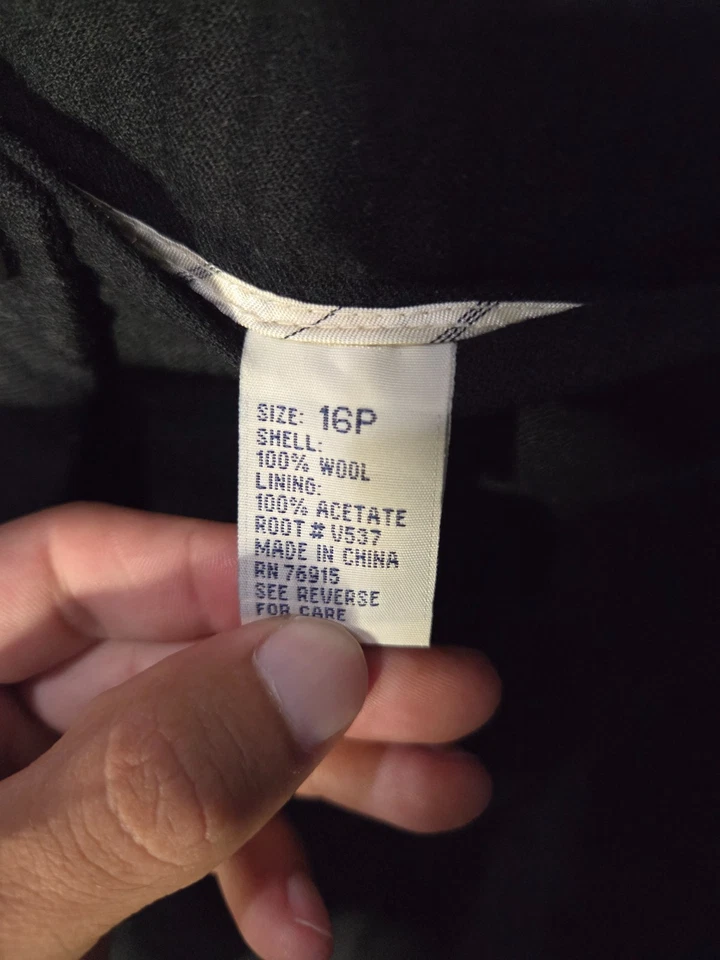 SIZE: 16P
SHELL:
100% WOOL
LINING:
100% ACETATE
ROOT # V537
MADE IN CHINA
RN 76915
SEE REVERSE
FOR CARE